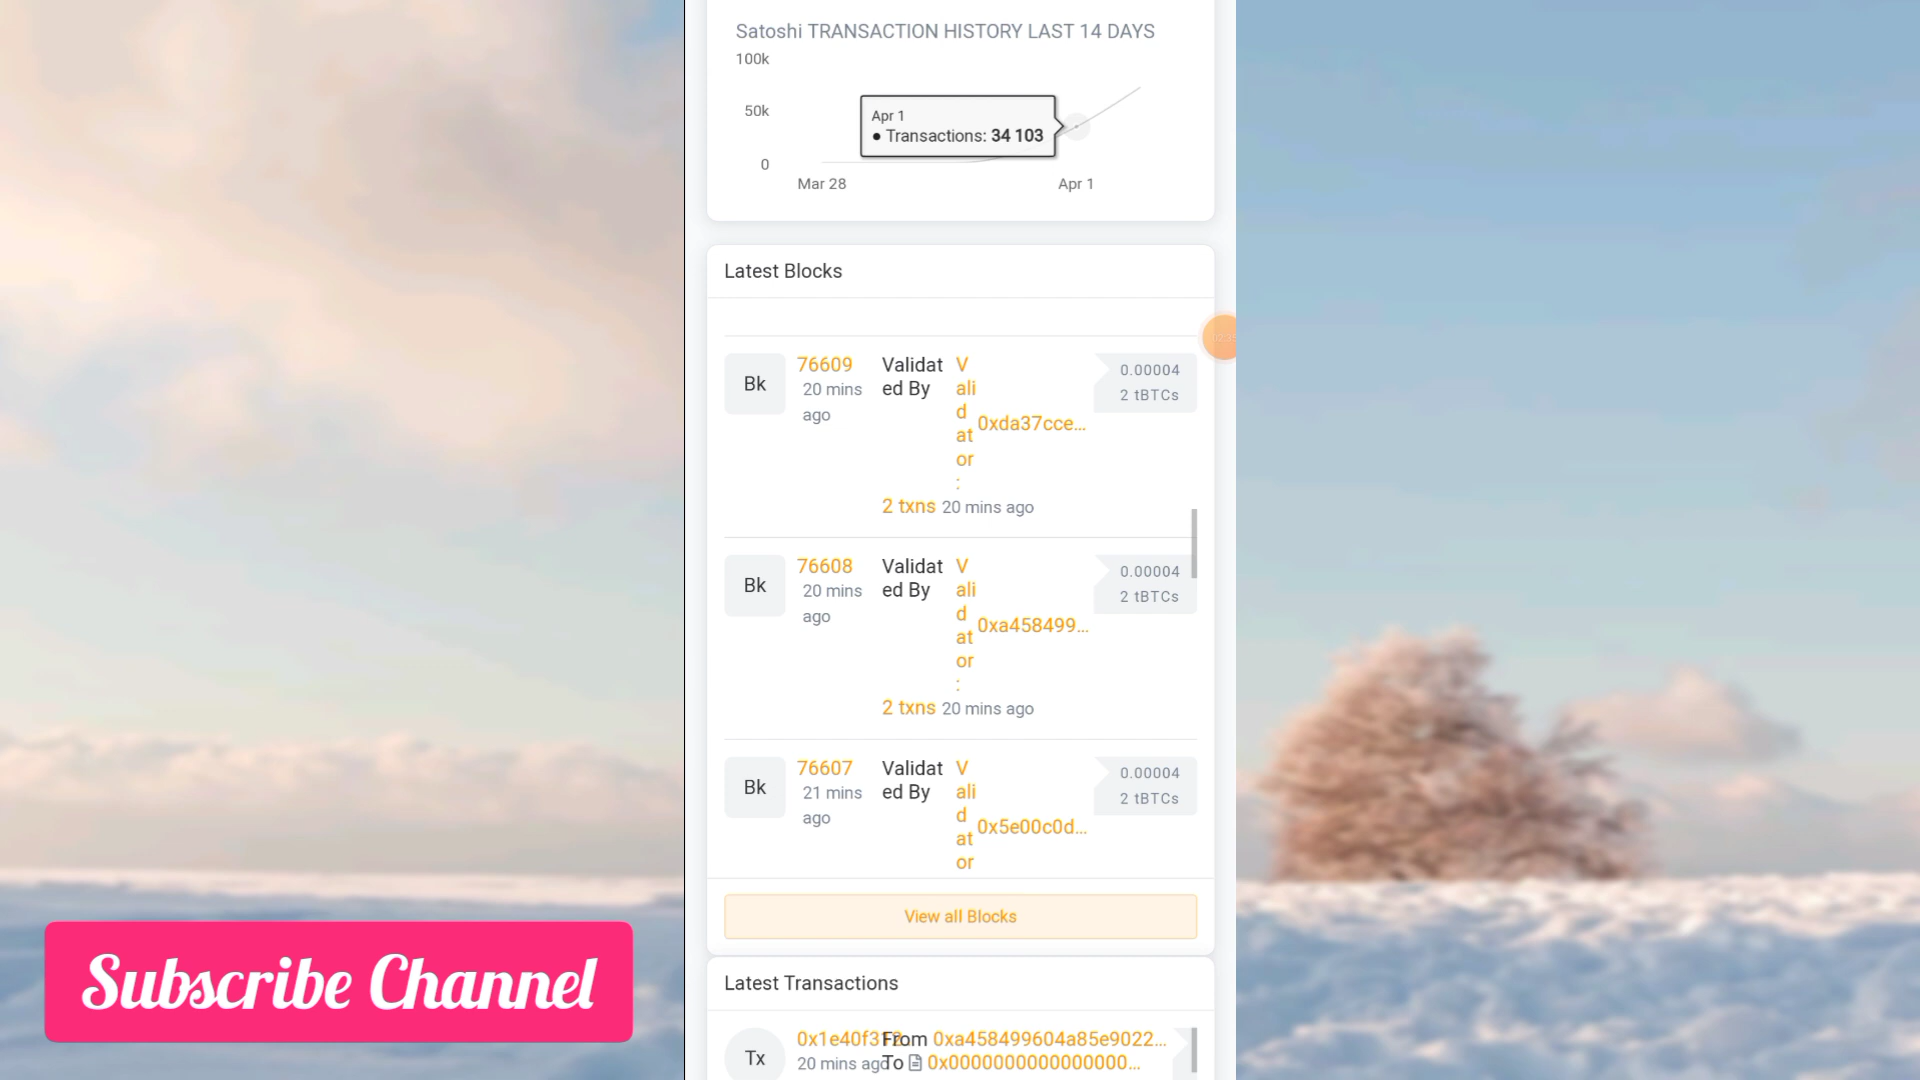 Satoshi TRANSACTION HISTORY LAST 14 DAYS
100k
50k
0
Apr 1
● Transactions: 34 103
Mar 28
Apr 1
Latest Blocks
Bk
76609
20 mins
ago
Validat
ed By
V
ali
d
at
or
:
0xda37cce...
0.00004
2 tBTCs
2 txns 20 mins ago
Bk
76608
20 mins
ago
Validat
ed By
V
ali
d
at
or
:
0xa458499...
0.00004
2 tBTCs
2 txns 20 mins ago
Bk
76607
21 mins
ago
Validat
ed By
V
ali
d
at
or
0x5e00c0d...
0.00004
2 tBTCs
View all Blocks
Latest Transactions
Tx
20 mins ago
From 0xa458499604a85e9022...
To 0x0000000000000000...
Subscribe Channel